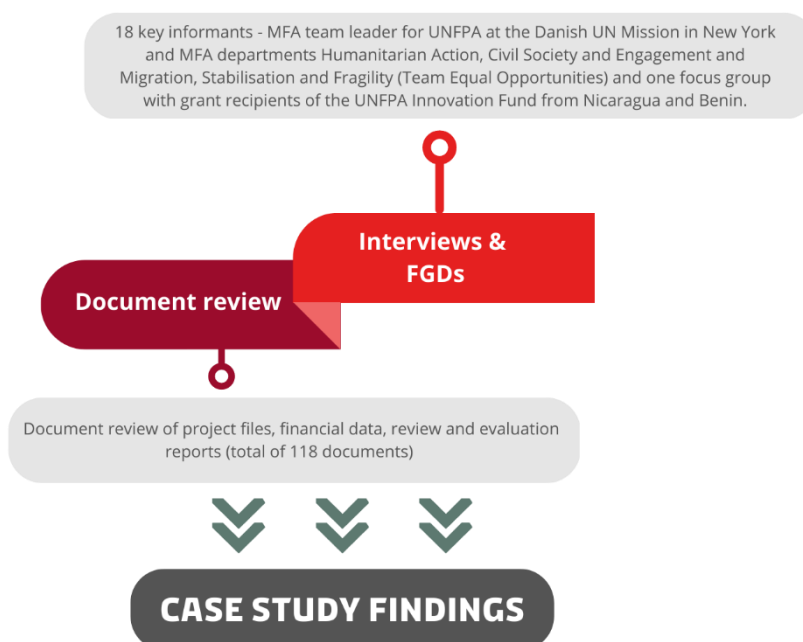 18 key informants - MFA team leader for UNFPA at the Danish UN Mission in New York
and MFA departments Humanitarian Action, Civil Society and Engagement and
Migration, Stabilisation and Fragility (Team Equal Opportunities) and one focus group
with grant recipients of the UNFPA Innovation Fund from Nicaragua and Benin.
Interviews &
FGDs
Document review
Document review of project files, financial data, review and evaluation
reports (total of 118 documents)
CASE STUDY FINDINGS